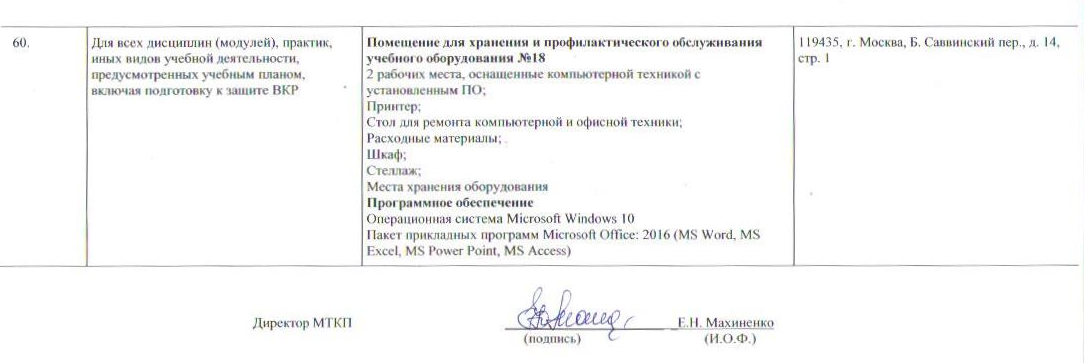 60.
Для всех дисциплин (модулей), практик,
иных видов учебной деятельности,
предусмотренных учебным планом,
включая подготовку к защите ВКР
Помещение для хранения и профилактического обслуживания
учебного оборудования №18
2 рабочих места, оснащенные компьютерной техникой с
установленным ПО;
Принтер;
Стол для ремонта компьютерной и офисной техники;
Расходные материалы;
Шкаф;
Стеллаж;
Места хранения оборудования
Программное обеспечение
Операционная система Microsoft Windows 10
Пакет прикладных программ Microsoft Office: 2016 (MS Word, MS
Excel, MS Power Point, MS Access)
119435, г. Москва, Б. Саввинский пер., д. 14,
стр. 1
Директор МТКП
Е.Н. Махиненко
(подпись)
(И.О.Ф.)